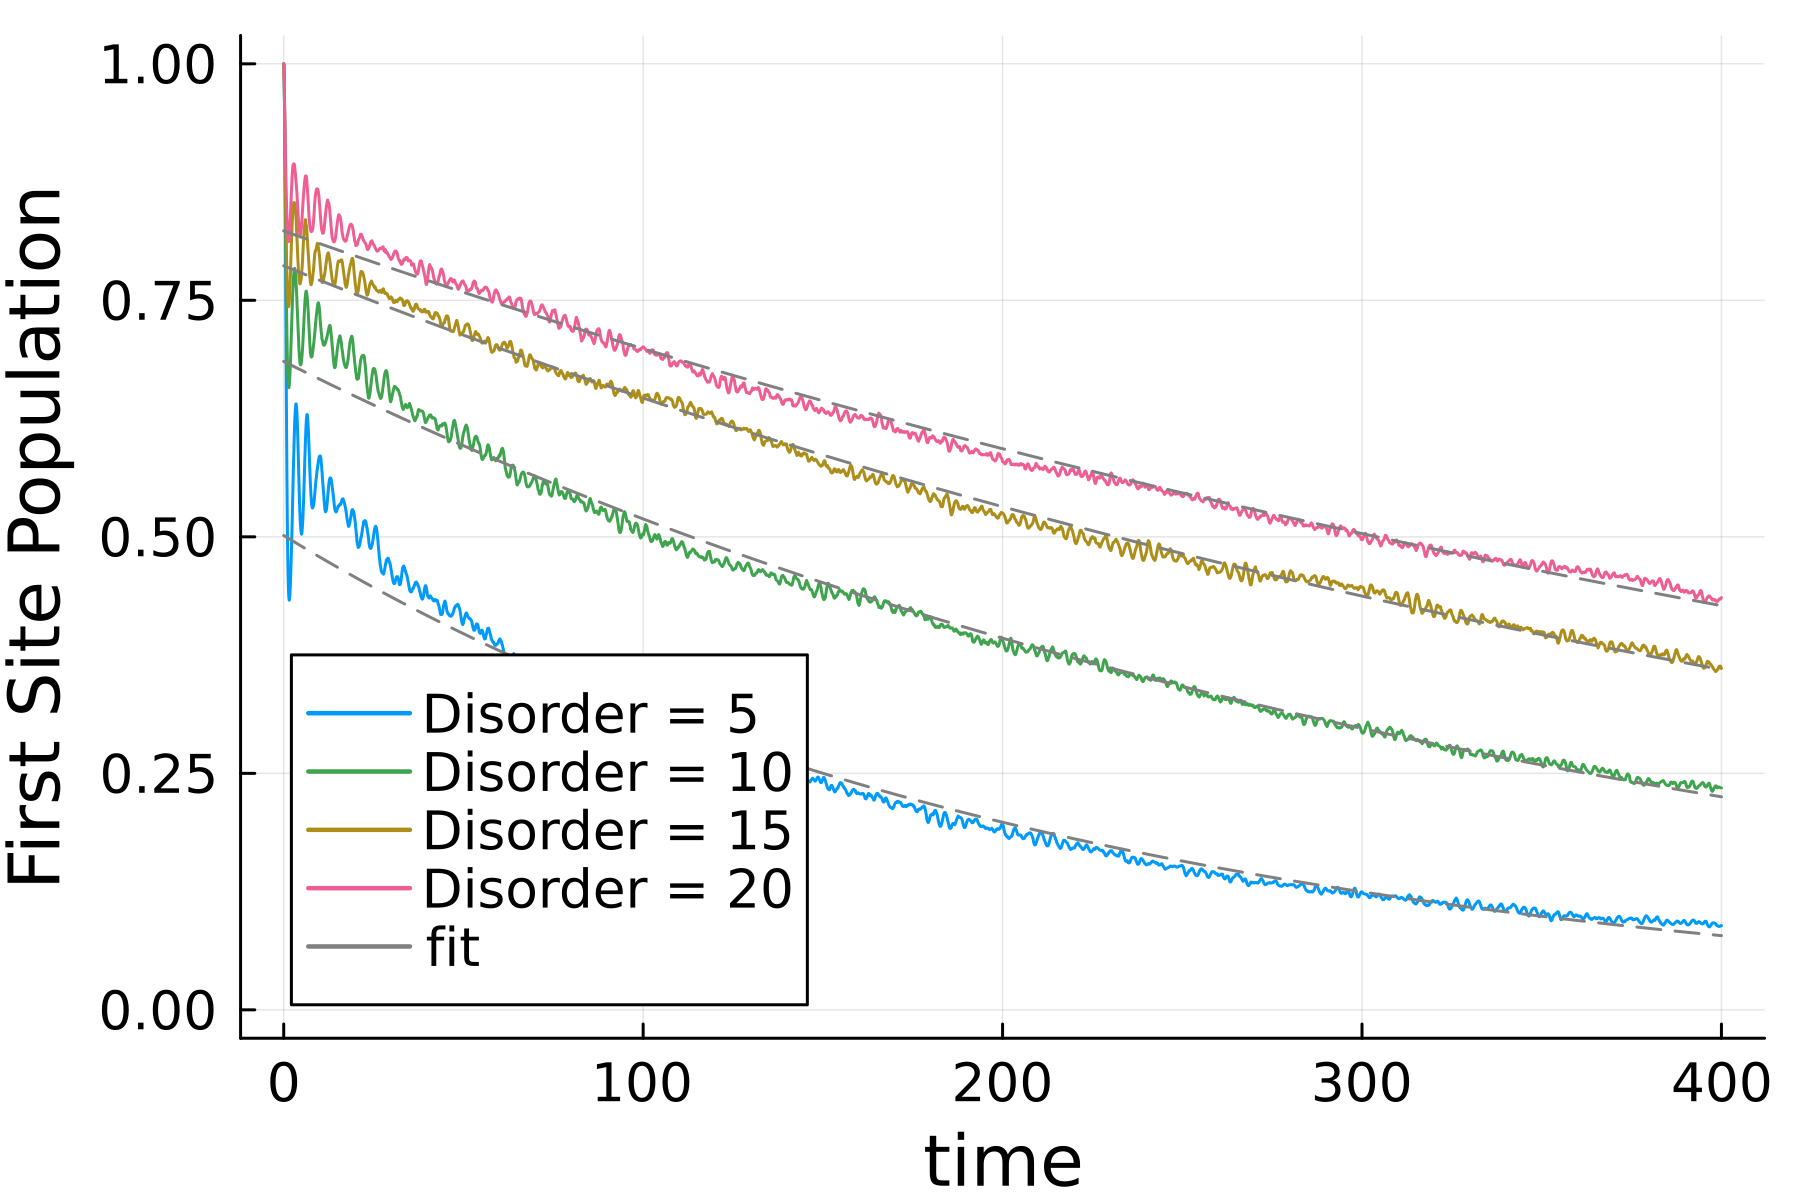 First Site Population
1.00
0.75
0.50
0.25
0.00
Disorder = 5
Disorder = 10
Disorder = 15
Disorder = 20
fit
0 100 200 300 400
time